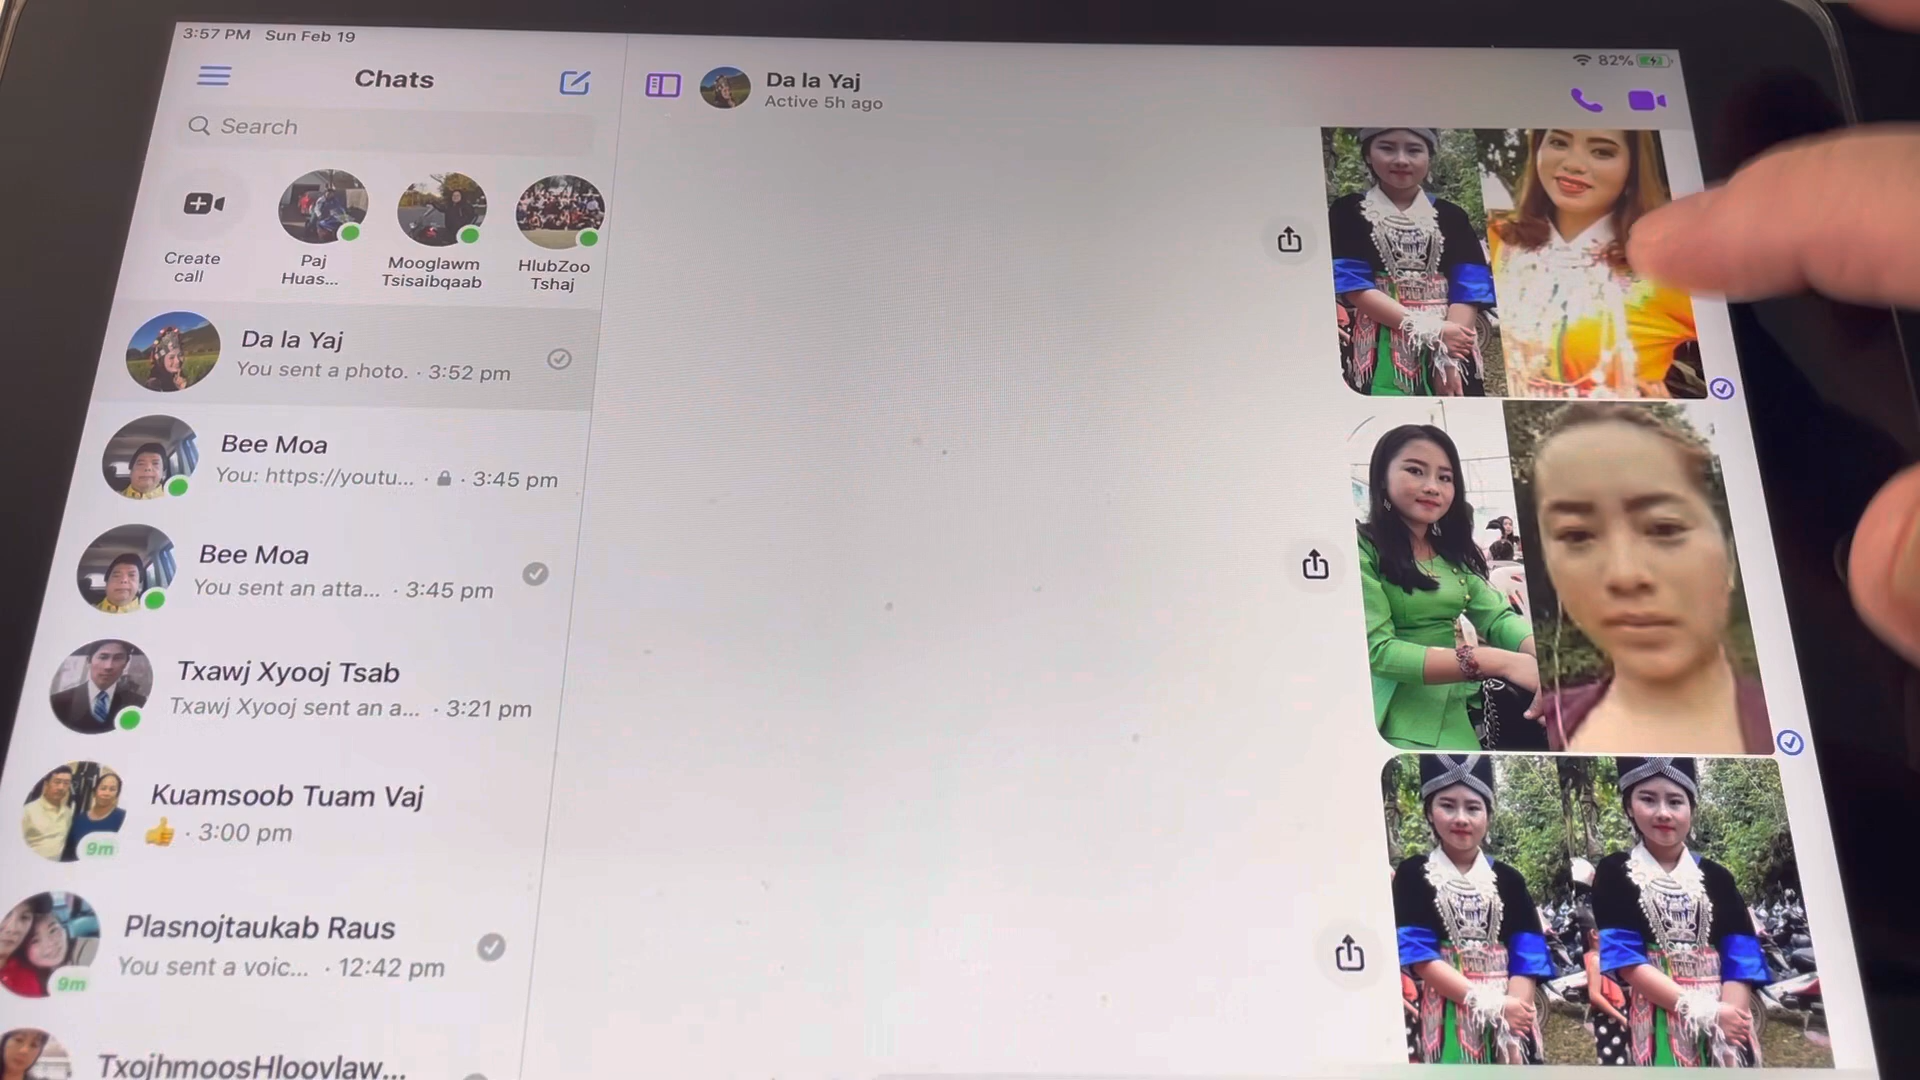 3:57 PM Sun Feb 19
82%
Chats
Search
Create
call
Paj
Huas...
Mooglawm
Tsisaibqaab
HlubZoo
Tshaj
Da la Yaj
You sent a photo. · 3:52 pm
Bee Moa
You: https://youtu... · 3:45 pm
Bee Moa
You sent an atta... · 3:45 pm
Txawj Xyooj Tsab
Txawj Xyooj sent an a... · 3:21 pm
Kuamsoob Tuam Vaj
· 3:00 pm
9m
Plasnojtaukab Raus
You sent a voic... · 12:42 pm
9m
TxojhmoosHloovlaw...
Da la Yaj
Active 5h ago